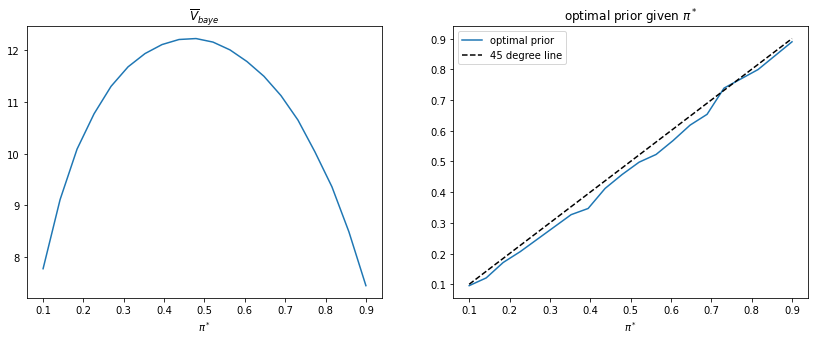 V̅_baye
12
11
10
9
8
0.1 0.2 0.3 0.4 0.5 0.6 0.7 0.8 0.9
π*
optimal prior given π*
optimal prior
45 degree line
0.9
0.8
0.7
0.6
0.5
0.4
0.3
0.2
0.1
0.1 0.2 0.3 0.4 0.5 0.6 0.7 0.8 0.9
π*